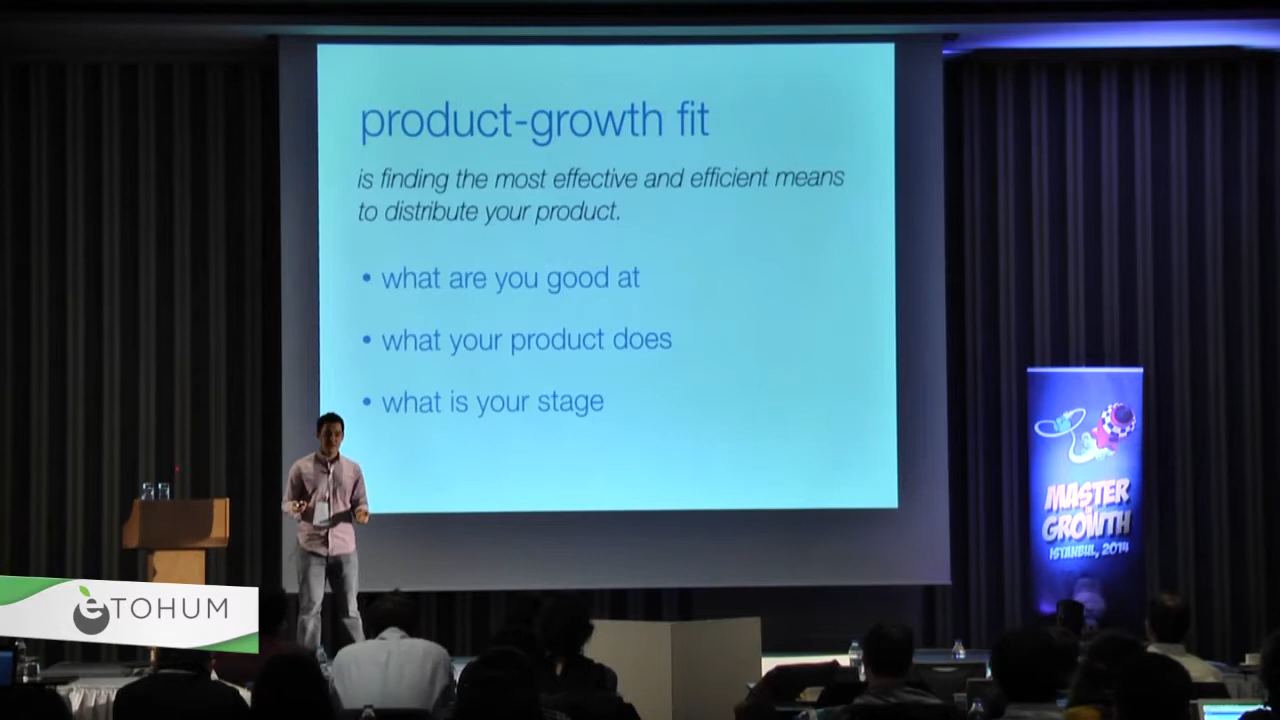 product-growth fit
is finding the most effective and efficient means
to distribute your product.
• what are you good at
• what your product does
• what is your stage
MASTER
GROWTH
ISTANBUL, 2014
eTOHUM